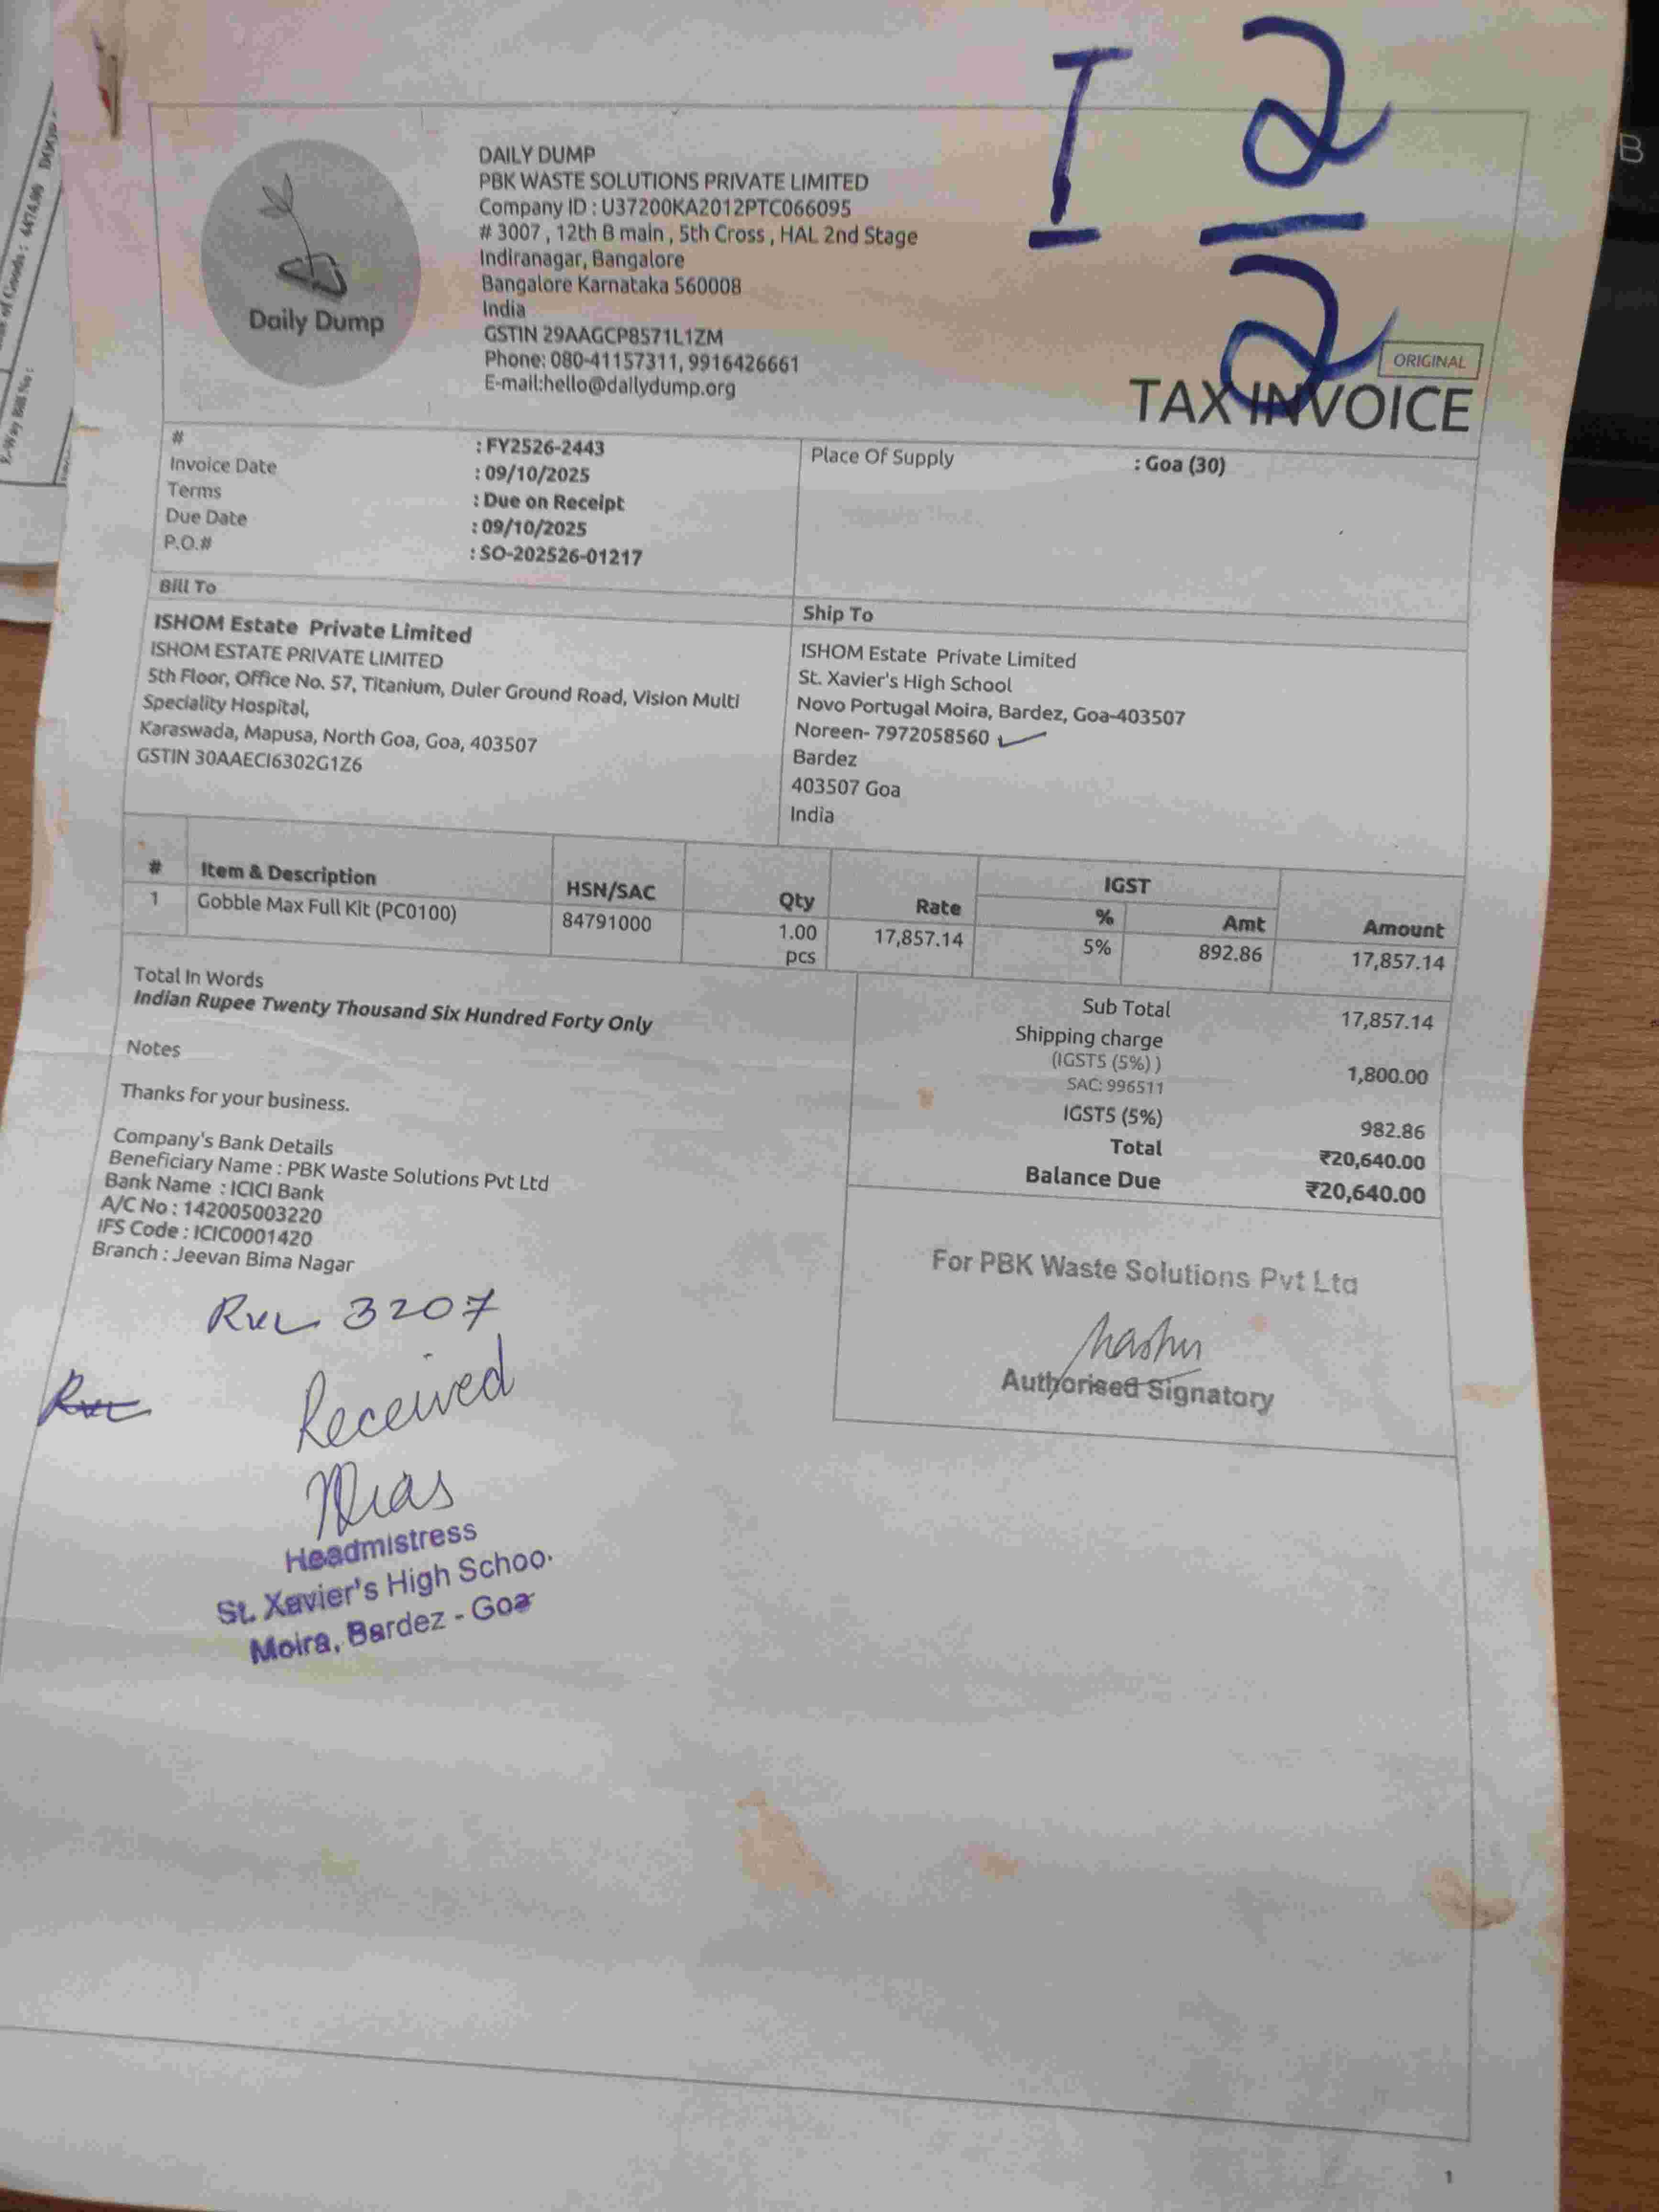 I 2
2
B
Daily Dump
DAILY DUMP
PBK WASTE SOLUTIONS PRIVATE LIMITED
Company ID : U37200KA2012PTC066095
# 3007 , 12th B main , 5th Cross , HAL 2nd Stage
Indiranagar, Bangalore
Bangalore Karnataka 560008
India
GSTIN 29AAGCP8571L1ZM
Phone: 080-41157311, 9916426661
E-mail:hello@dailydump.org
ORIGINAL
TAX INVOICE
# : FY2526-2443
Invoice Date : 09/10/2025
Terms : Due on Receipt
Due Date : 09/10/2025
P.O.# : SO-202526-01217
Place Of Supply : Goa (30)
Bill To
ISHOM Estate Private Limited
ISHOM ESTATE PRIVATE LIMITED
5th Floor, Office No. 57, Titanium, Duler Ground Road, Vision Multi
Speciality Hospital,
Karaswada, Mapusa, North Goa, Goa, 403507
GSTIN 30AAECI6302G1Z6
Ship To
ISHOM Estate Private Limited
St. Xavier's High School
Novo Portugal Moira, Bardez, Goa-403507
Noreen- 7972058560
Bardez
403507 Goa
India
# Item & Description HSN/SAC Qty Rate IGST Amount
% Amt
1 Gobble Max Full Kit (PC0100) 84791000 1.00 17,857.14 5% 892.86 17,857.14
pcs
Total In Words
Indian Rupee Twenty Thousand Six Hundred Forty Only
Notes
Thanks for your business.
Company's Bank Details
Beneficiary Name : PBK Waste Solutions Pvt Ltd
Bank Name : ICICI Bank
A/C No : 142005003220
IFS Code : ICIC0001420
Branch : Jeevan Bima Nagar
Sub Total 17,857.14
Shipping charge
(IGST5 (5%) ) 1,800.00
SAC: 996511
IGST5 (5%) 982.86
Total ₹20,640.00
Balance Due ₹20,640.00
For PBK Waste Solutions Pvt Ltd
Authorised Signatory
3207
Received
Headmistress
St. Xavier's High Schoo
Moira, Bardez - Goa
1